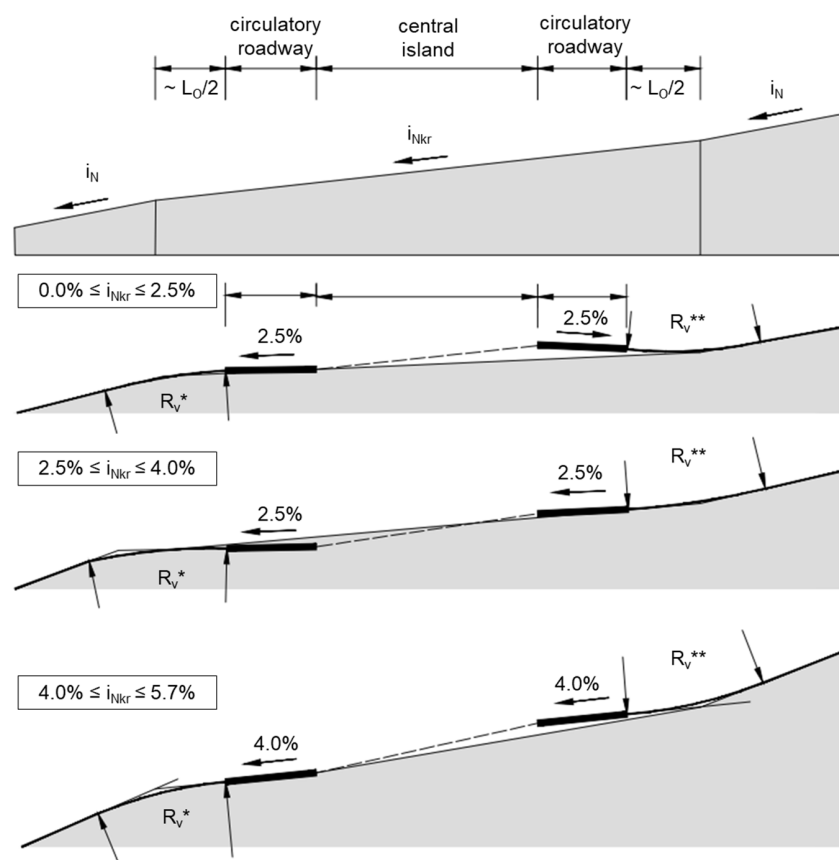 circulatory
roadway
central
island
circulatory
roadway
~ L₀/2
~ L₀/2
i_N
i_Nkr
i_N
0.0% ≤ i_Nkr ≤ 2.5%
2.5%
2.5%
R_v**
R_v*
2.5% ≤ i_Nkr ≤ 4.0%
2.5%
2.5%
R_v**
R_v*
4.0% ≤ i_Nkr ≤ 5.7%
4.0%
4.0%
R_v**
R_v*